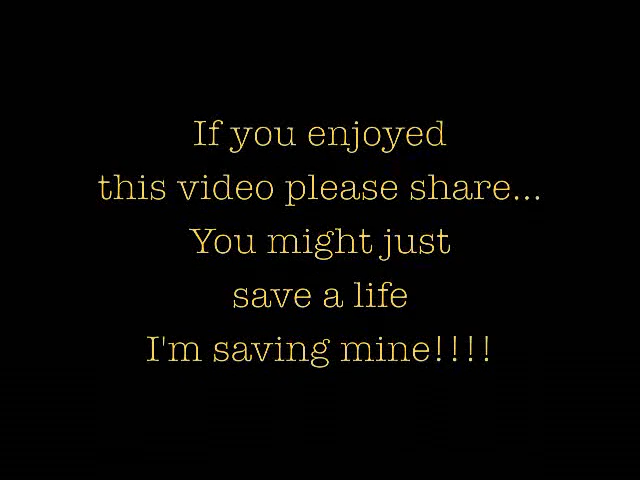 If you enjoyed
this video please share...
You might just
save a life
I'm saving mine!!!!